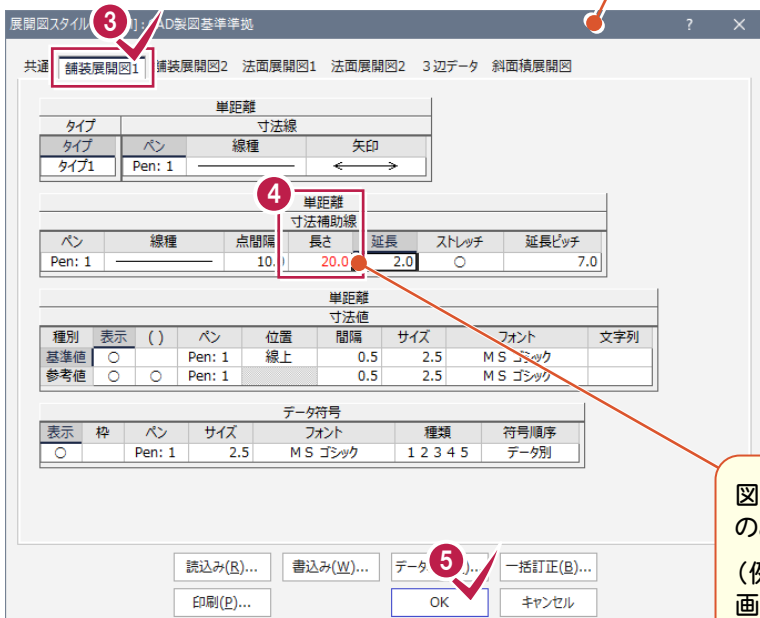 展開図スタイル ]:CAD製図基準準拠 ? ×
3
共通 舗装展開図1 舗装展開図2 法面展開図1 法面展開図2 3辺データ 斜面積展開図
単距離
タイプ 寸法線
タイプ ペン 線種 矢印
タイプ1 Pen: 1
4
単距離
寸法補助線
ペン 線種 点間隔 長さ 延長 ストレッチ 延長ピッチ
Pen: 1 10.0 20.0 2.0 ○ 7.0
単距離
寸法値
種別 表示 ( ) ペン 位置 間隔 サイズ フォント 文字列
基準値 ○ Pen: 1 線上 0.5 2.5 MS ゴシック
参考値 ○ ○ Pen: 1 0.5 2.5 MS ゴシック
データ符号
表示 枠 ペン サイズ フォント 種類 符号順序
○ Pen: 1 2.5 MS ゴシック 1 2 3 4 5 データ別
図
の
(例
画
読込み(R)... 書込み(W)... データ 5 ... 一括訂正(B)...
印刷(P)... OK キャンセル